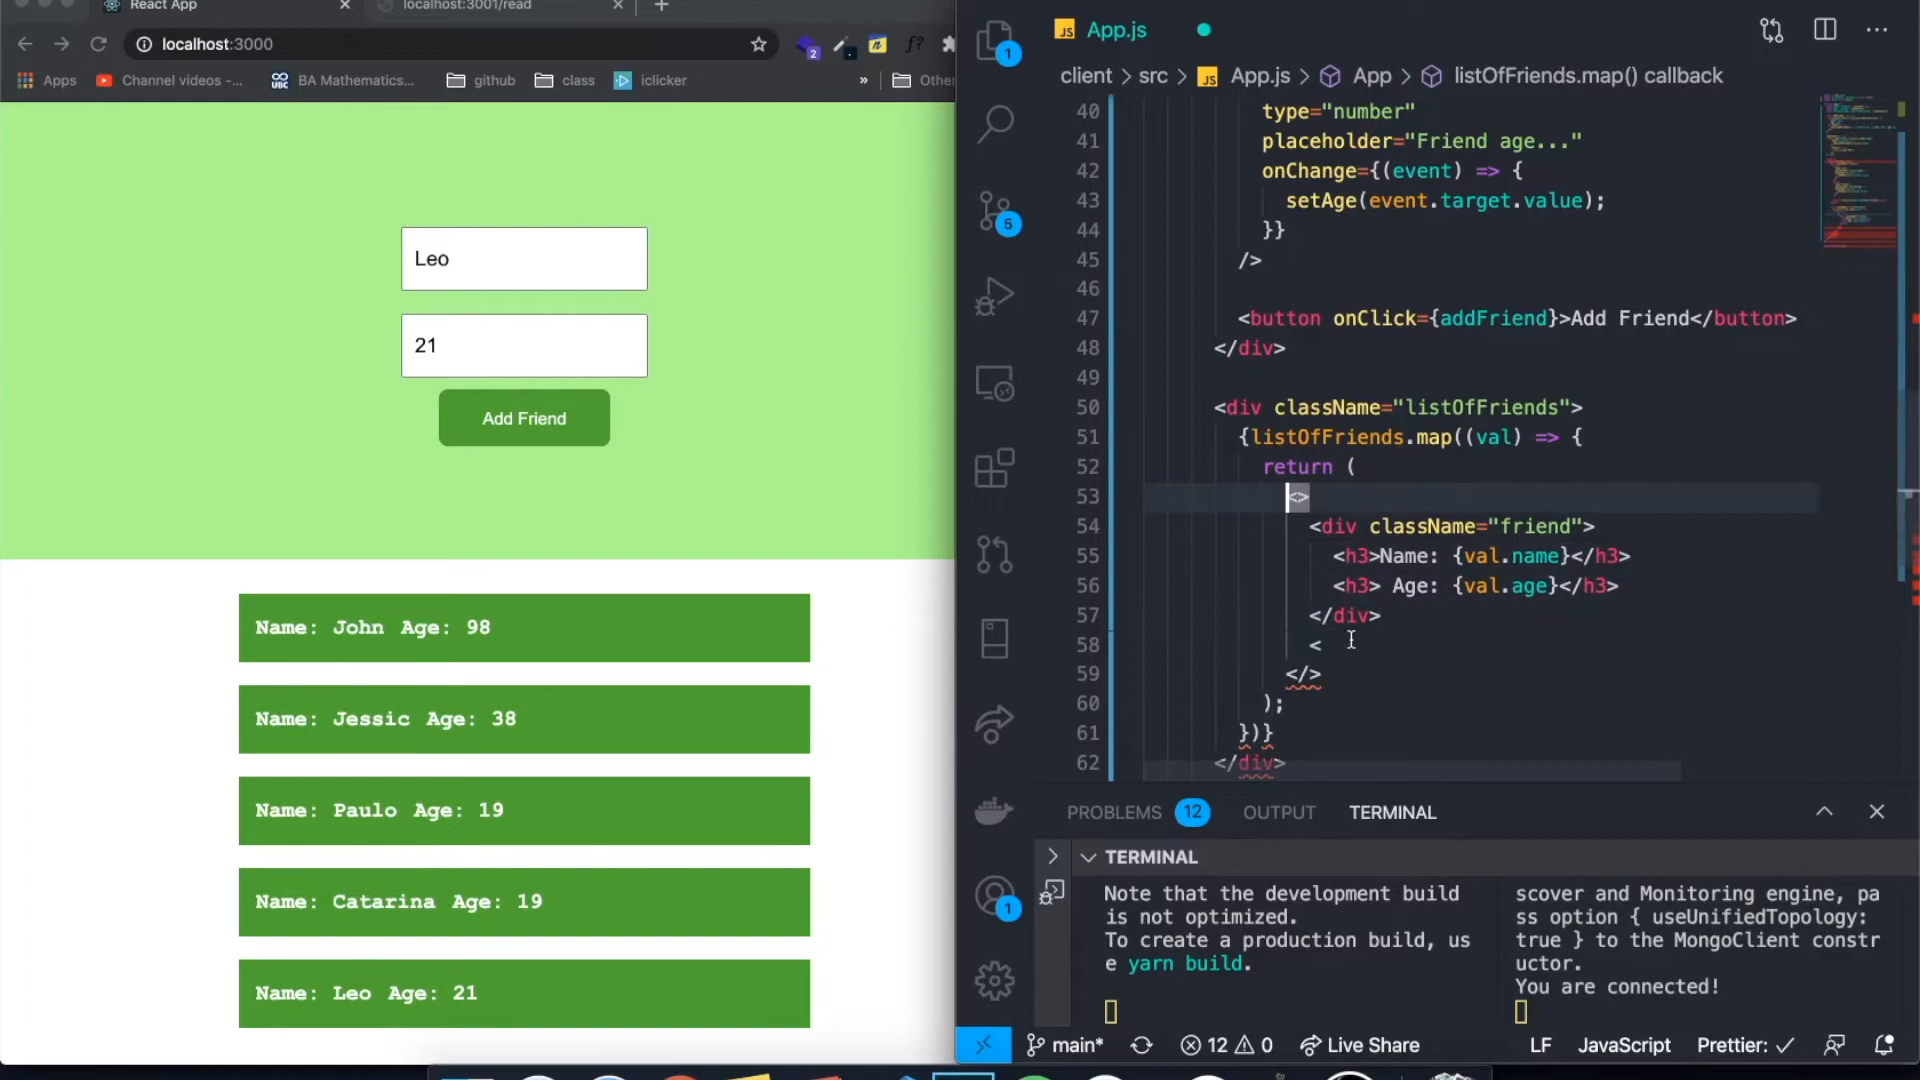 React App
localhost:3001/read
localhost:3000
2
f?
Apps
Channel videos -...
UBC
BA Mathematics...
github
class
iclicker
»
Other
Leo
21
Add Friend
Name: John Age: 98
Name: Jessic Age: 38
Name: Paulo Age: 19
Name: Catarina Age: 19
Name: Leo Age: 21
JS App.js
client > src > JS App.js > App > listOfFriends.map() callback
1
5
1
40 type="number"
41 placeholder="Friend age..."
42 onChange={(event) => {
43 setAge(event.target.value);
44 }}
45 />
46
47 <button onClick={addFriend}>Add Friend</button>
48 </div>
49
50 <div className="listOfFriends">
51 {listOfFriends.map((val) => {
52 return (
53 <>
54 <div className="friend">
55 <h3>Name: {val.name}</h3>
56 <h3> Age: {val.age}</h3>
57 </div>
58 <
59 </>
60 );
61 })}
62 </div>
PROBLEMS 12 OUTPUT TERMINAL
TERMINAL
Note that the development build
is not optimized.
To create a production build, us
e yarn build.
scover and Monitoring engine, pa
ss option { useUnifiedTopology:
true } to the MongoClient constr
uctor.
You are connected!
main* 12 0 Live Share LF JavaScript Prettier: ✓